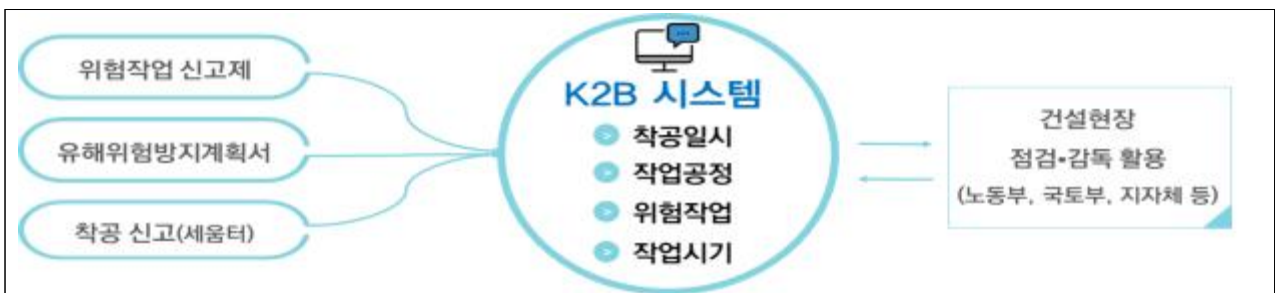 위험작업 신고제
유해위험방지계획서
착공 신고(세움터)
K2B 시스템
착공일시
작업공정
위험작업
작업시기
건설현장
점검•감독 활용
(노동부, 국토부, 지자체 등)